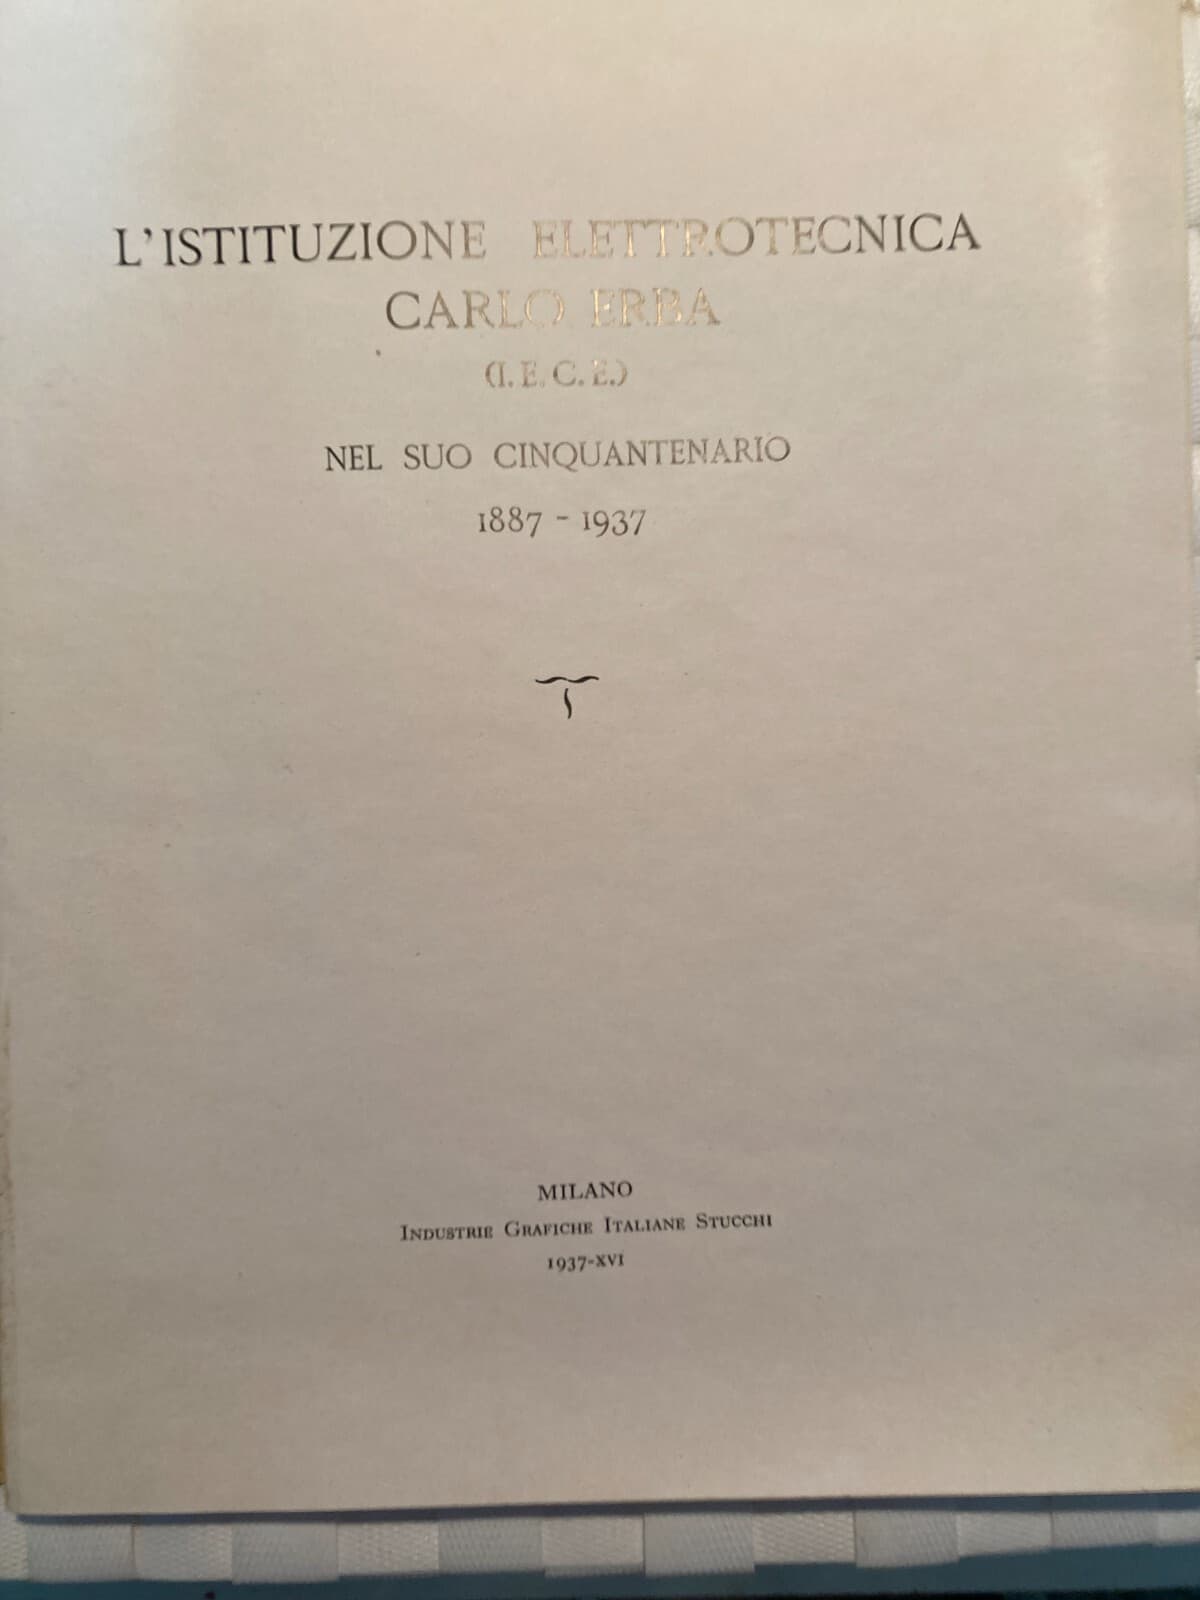 L'ISTITUZIONE ELETTROTECNICA
CARLO ERBA
(I. E. C. E.)
NEL SUO CINQUANTENARIO
1887 - 1937
MILANO
INDUSTRIE GRAFICHE ITALIANE STUCCHI
1937-XVI